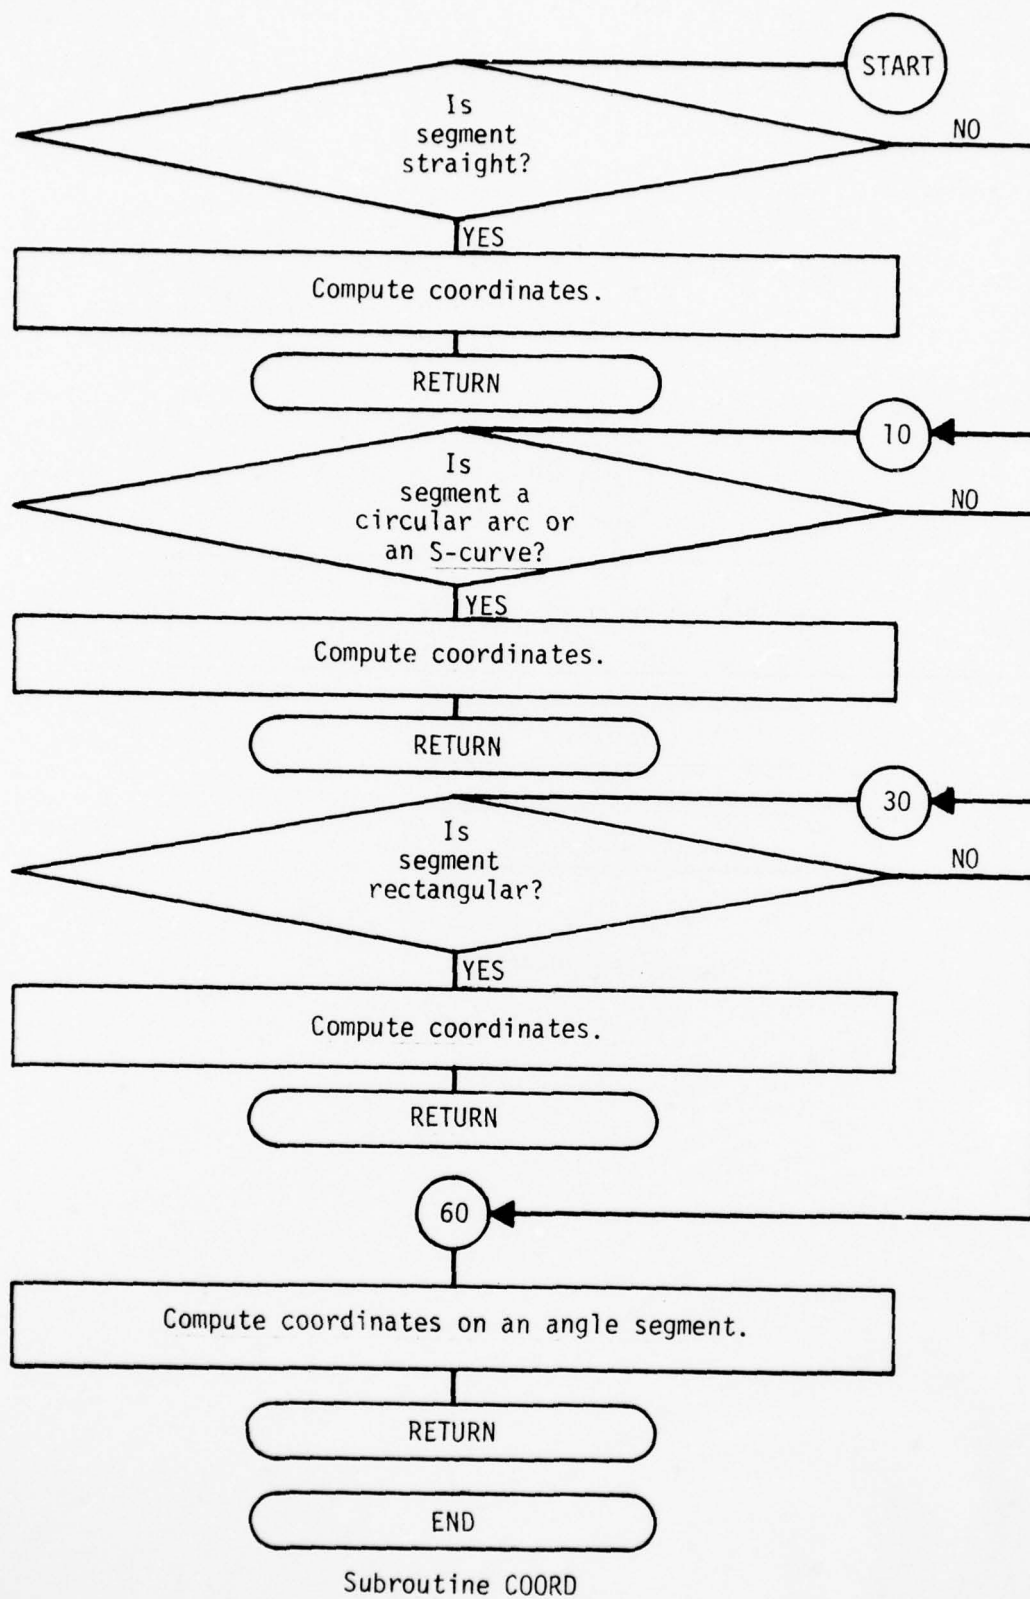 START
Is
segment
straight?
NO
YES
Compute coordinates.
RETURN
10
Is
segment a
circular arc or
an S-curve?
NO
YES
Compute coordinates.
RETURN
30
Is
segment
rectangular?
NO
YES
Compute coordinates.
RETURN
60
Compute coordinates on an angle segment.
RETURN
END
Subroutine COORD